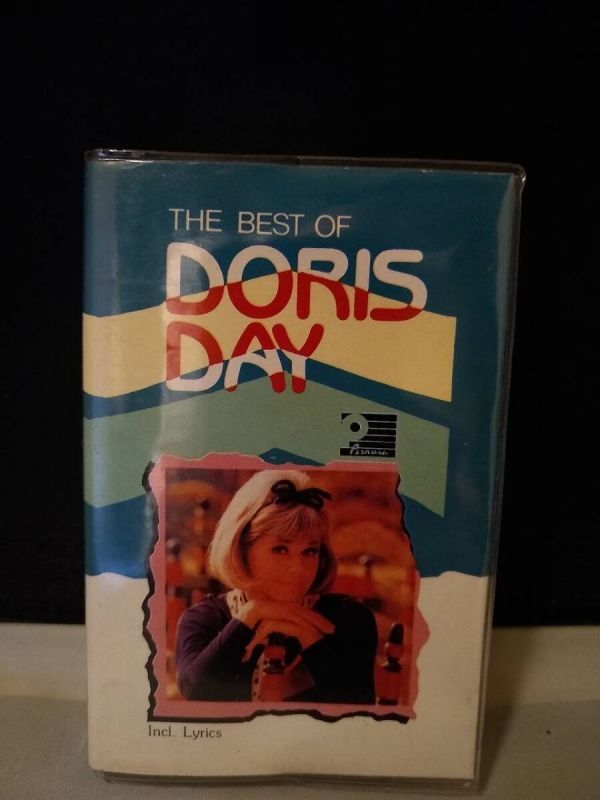 THE BEST OF
DORIS
DAY
Incl. Lyrics